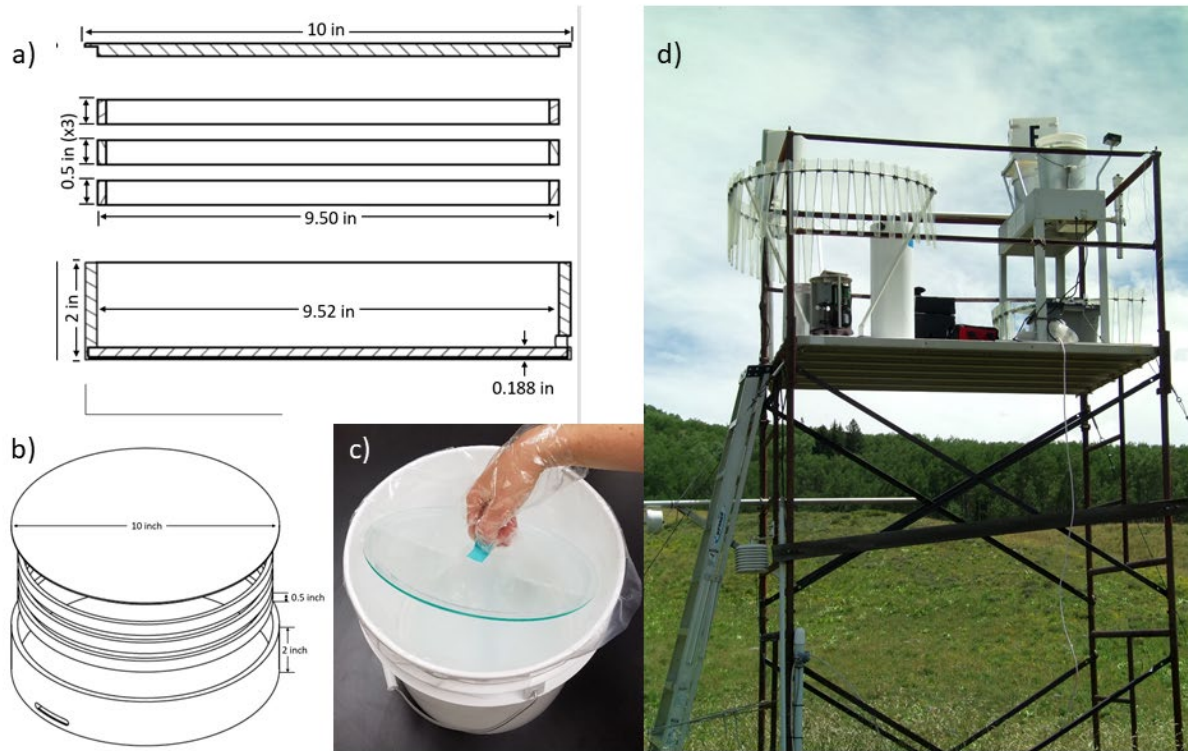 a)
10 in
0.5 in (x3)
9.50 in
2 in
9.52 in
0.188 in
b)
10 inch
0.5 inch
2 inch
c)
d)
E